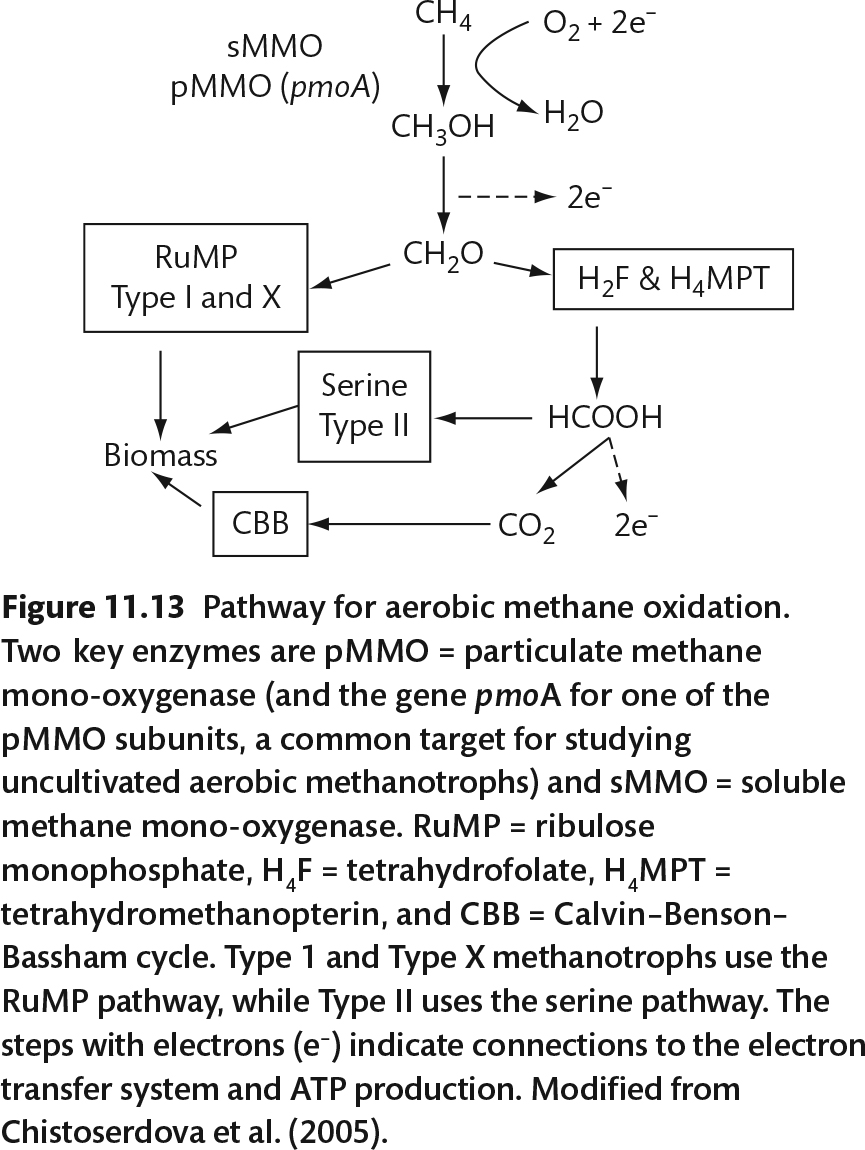 CH₄
O₂ + 2e⁻
sMMO
pMMO (pmoA)
H₂O
CH₃OH
2e⁻
CH₂O
RuMP
Type I and X
H₂F & H₄MPT
Serine
Type II
HCOOH
Biomass
CBB
CO₂
2e⁻
Figure 11.13 Pathway for aerobic methane oxidation.
Two key enzymes are pMMO = particulate methane
mono-oxygenase (and the gene pmoA for one of the
pMMO subunits, a common target for studying
uncultivated aerobic methanotrophs) and sMMO = soluble
methane mono-oxygenase. RuMP = ribulose
monophosphate, H₄F = tetrahydrofolate, H₄MPT =
tetrahydromethanopterin, and CBB = Calvin–Benson–
Bassham cycle. Type 1 and Type X methanotrophs use the
RuMP pathway, while Type II uses the serine pathway. The
steps with electrons (e⁻) indicate connections to the electron
transfer system and ATP production. Modified from
Chistoserdova et al. (2005).